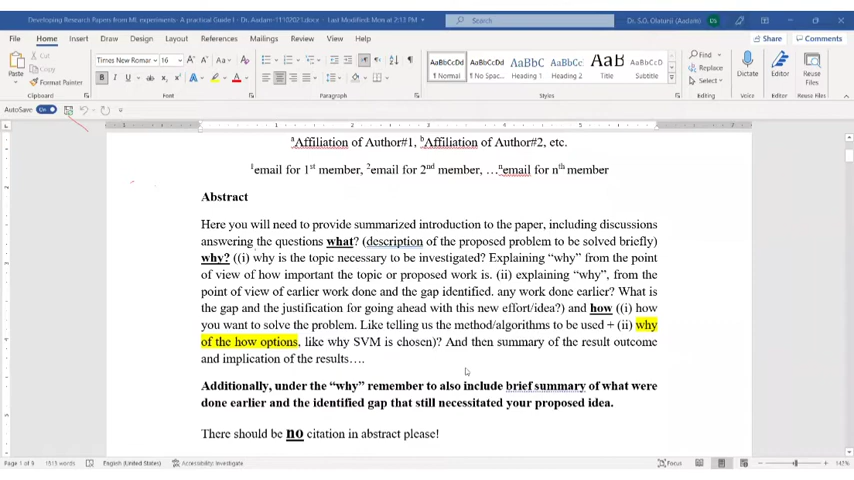 Developing Research Papers from ML experiments- A practical Guide I - Dr. Aadam-11102021.docx • Last Modified: Mon at 2:13 PM
Search
Dr. S.O. Olatunji (Aadam)
File Home Insert Draw Design Layout References Mailings Review View Help Share Comments
Cut
Copy
Format Painter
Paste
Times New Roman 16
AaBbCcDd AaBbCcDd AaBbC AaBbCcD AaB AaBbCcD
¶ Normal ¶ No Spac... Heading 1 Heading 2 Title Subtitle
Find
Replace
Select
Dictate Editor Reuse Files
Clipboard Font Paragraph Styles Editing Voice Editor Reuse Files
AutoSave On
aAffiliation of Author#1, bAffiliation of Author#2, etc.
1email for 1st member, 2email for 2nd member, …nemail for nth member
Abstract
Here you will need to provide summarized introduction to the paper, including discussions
answering the questions what? (description of the proposed problem to be solved briefly)
why? ((i) why is the topic necessary to be investigated? Explaining “why” from the point
of view of how important the topic or proposed work is. (ii) explaining “why”, from the
point of view of earlier work done and the gap identified. any work done earlier? What is
the gap and the justification for going ahead with this new effort/idea?) and how ((i) how
you want to solve the problem. Like telling us the method/algorithms to be used + (ii) why
of the how options, like why SVM is chosen)? And then summary of the result outcome
and implication of the results….
Additionally, under the “why” remember to also include brief summary of what were
done earlier and the identified gap that still necessitated your proposed idea.
There should be no citation in abstract please!
Page 1 of 9 1515 words English (United States) Accessibility: Investigate Focus 142%